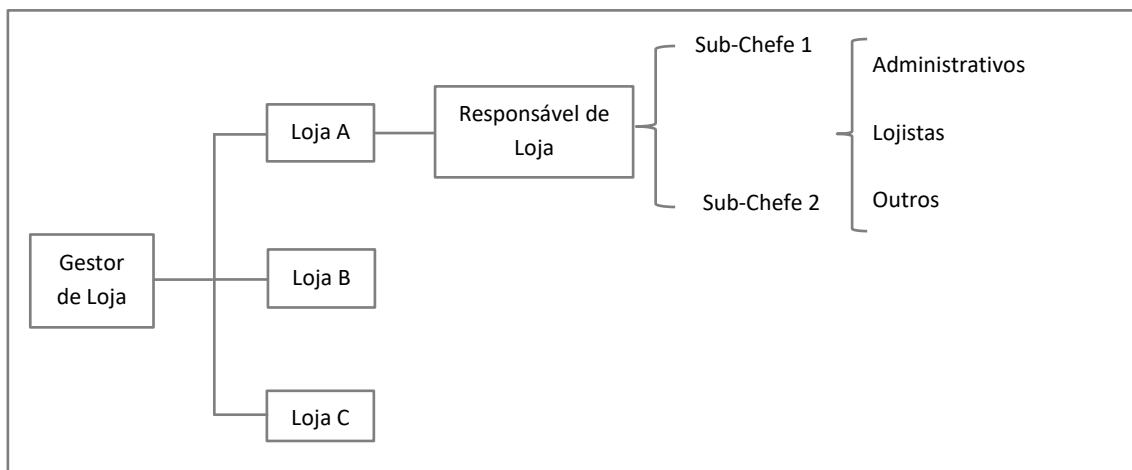 Sub-Chefe 1
Administrativos
Loja A
Responsável de
Loja
Lojistas
Sub-Chefe 2
Outros
Gestor
de Loja
Loja B
Loja C